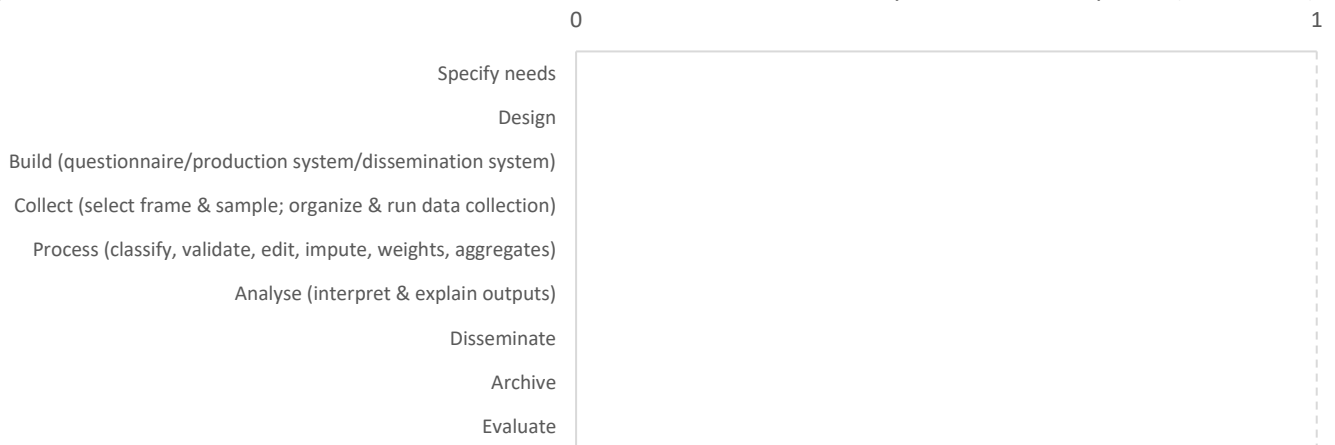 0 1
Specify needs
Design
Build (questionnaire/production system/dissemination system)
Collect (select frame & sample; organize & run data collection)
Process (classify, validate, edit, impute, weights, aggregates)
Analyse (interpret & explain outputs)
Disseminate
Archive
Evaluate